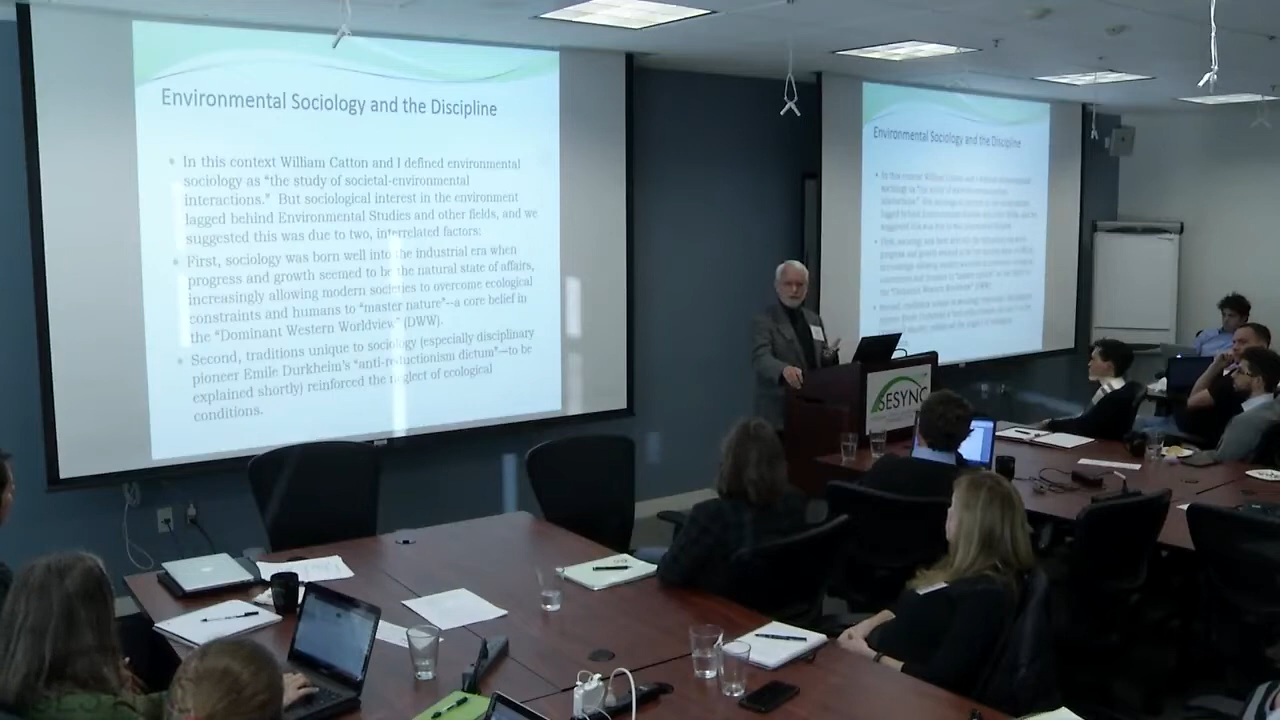 Environmental Sociology and the Discipline
• In this context William Catton and I defined environmental
sociology as "the study of societal-environmental
interactions." But sociological interest in the environment
lagged behind Environmental Studies and other fields, and we
suggested this was due to two, interrelated factors:
• First, sociology was born well into the industrial era when
progress and growth seemed to be the natural state of affairs,
increasingly allowing modern societies to overcome ecological
constraints and humans to "master nature"--a core belief in
the "Dominant Western Worldview" (DWW).
• Second, traditions unique to sociology (especially disciplinary
pioneer Emile Durkheim's "anti-reductionism dictum"—to be
explained shortly) reinforced the neglect of ecological
conditions.
Environmental Sociology and the Discipline
SESYNC